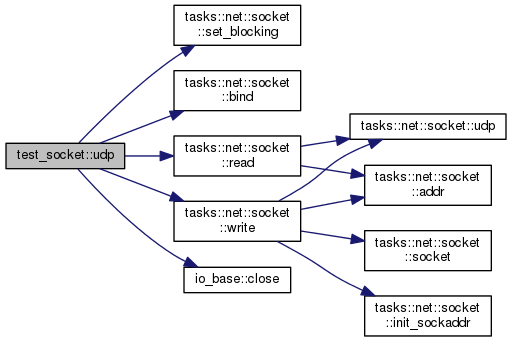 test_socket::udp
tasks::net::socket
::set_blocking
tasks::net::socket
::bind
tasks::net::socket
::read
tasks::net::socket
::write
io_base::close
tasks::net::socket::udp
tasks::net::socket
::addr
tasks::net::socket
::socket
tasks::net::socket
::init_sockaddr